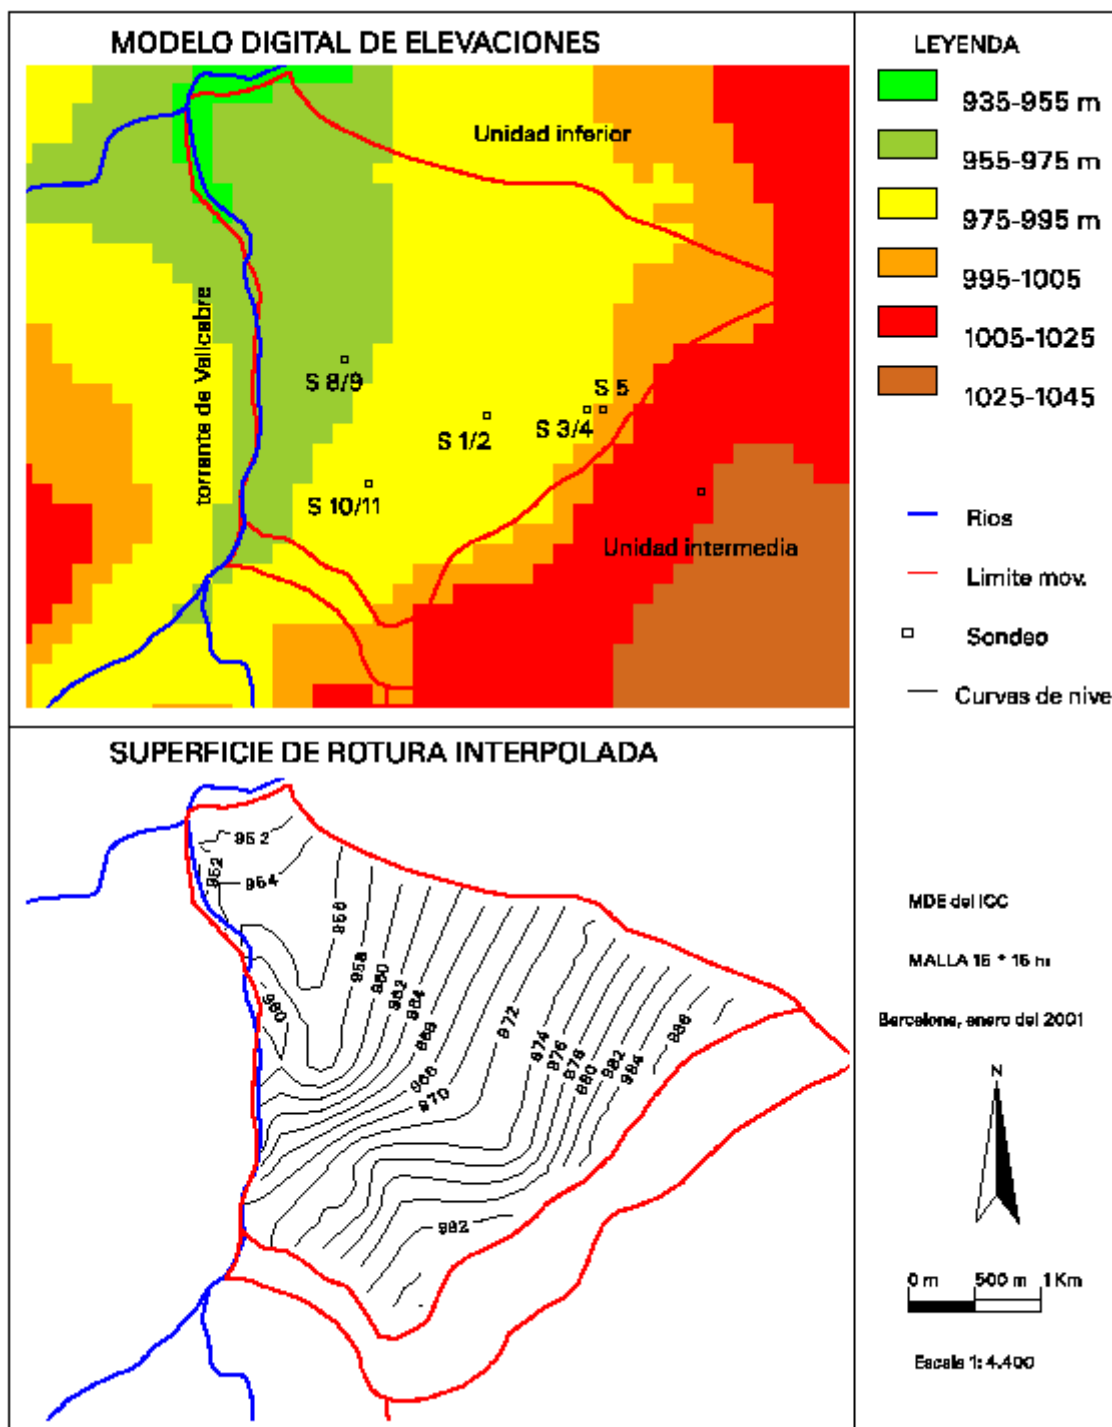 MODELO DIGITAL DE ELEVACIONES
LEYENDA
935-955 m
955-975 m
975-995 m
995-1005
1005-1025
1025-1045
Rios
Limite mov.
Sondeo
Curvas de nive
Unidad inferior
torrente de Vallcebre
S 8/9
S 5
S 1/2
S 3/4
S 10/11
Unidad intermedia
SUPERFICIE DE ROTURA INTERPOLADA
952
952
954
956
958
960
962
964
960
968
966
970
972
974
976
978
980
982
984
986
982
MDE del ICC
MALLA 15 * 15 m
Barcelona, enero del 2001
N
0 m 500 m 1 Km
Escala 1: 4.400